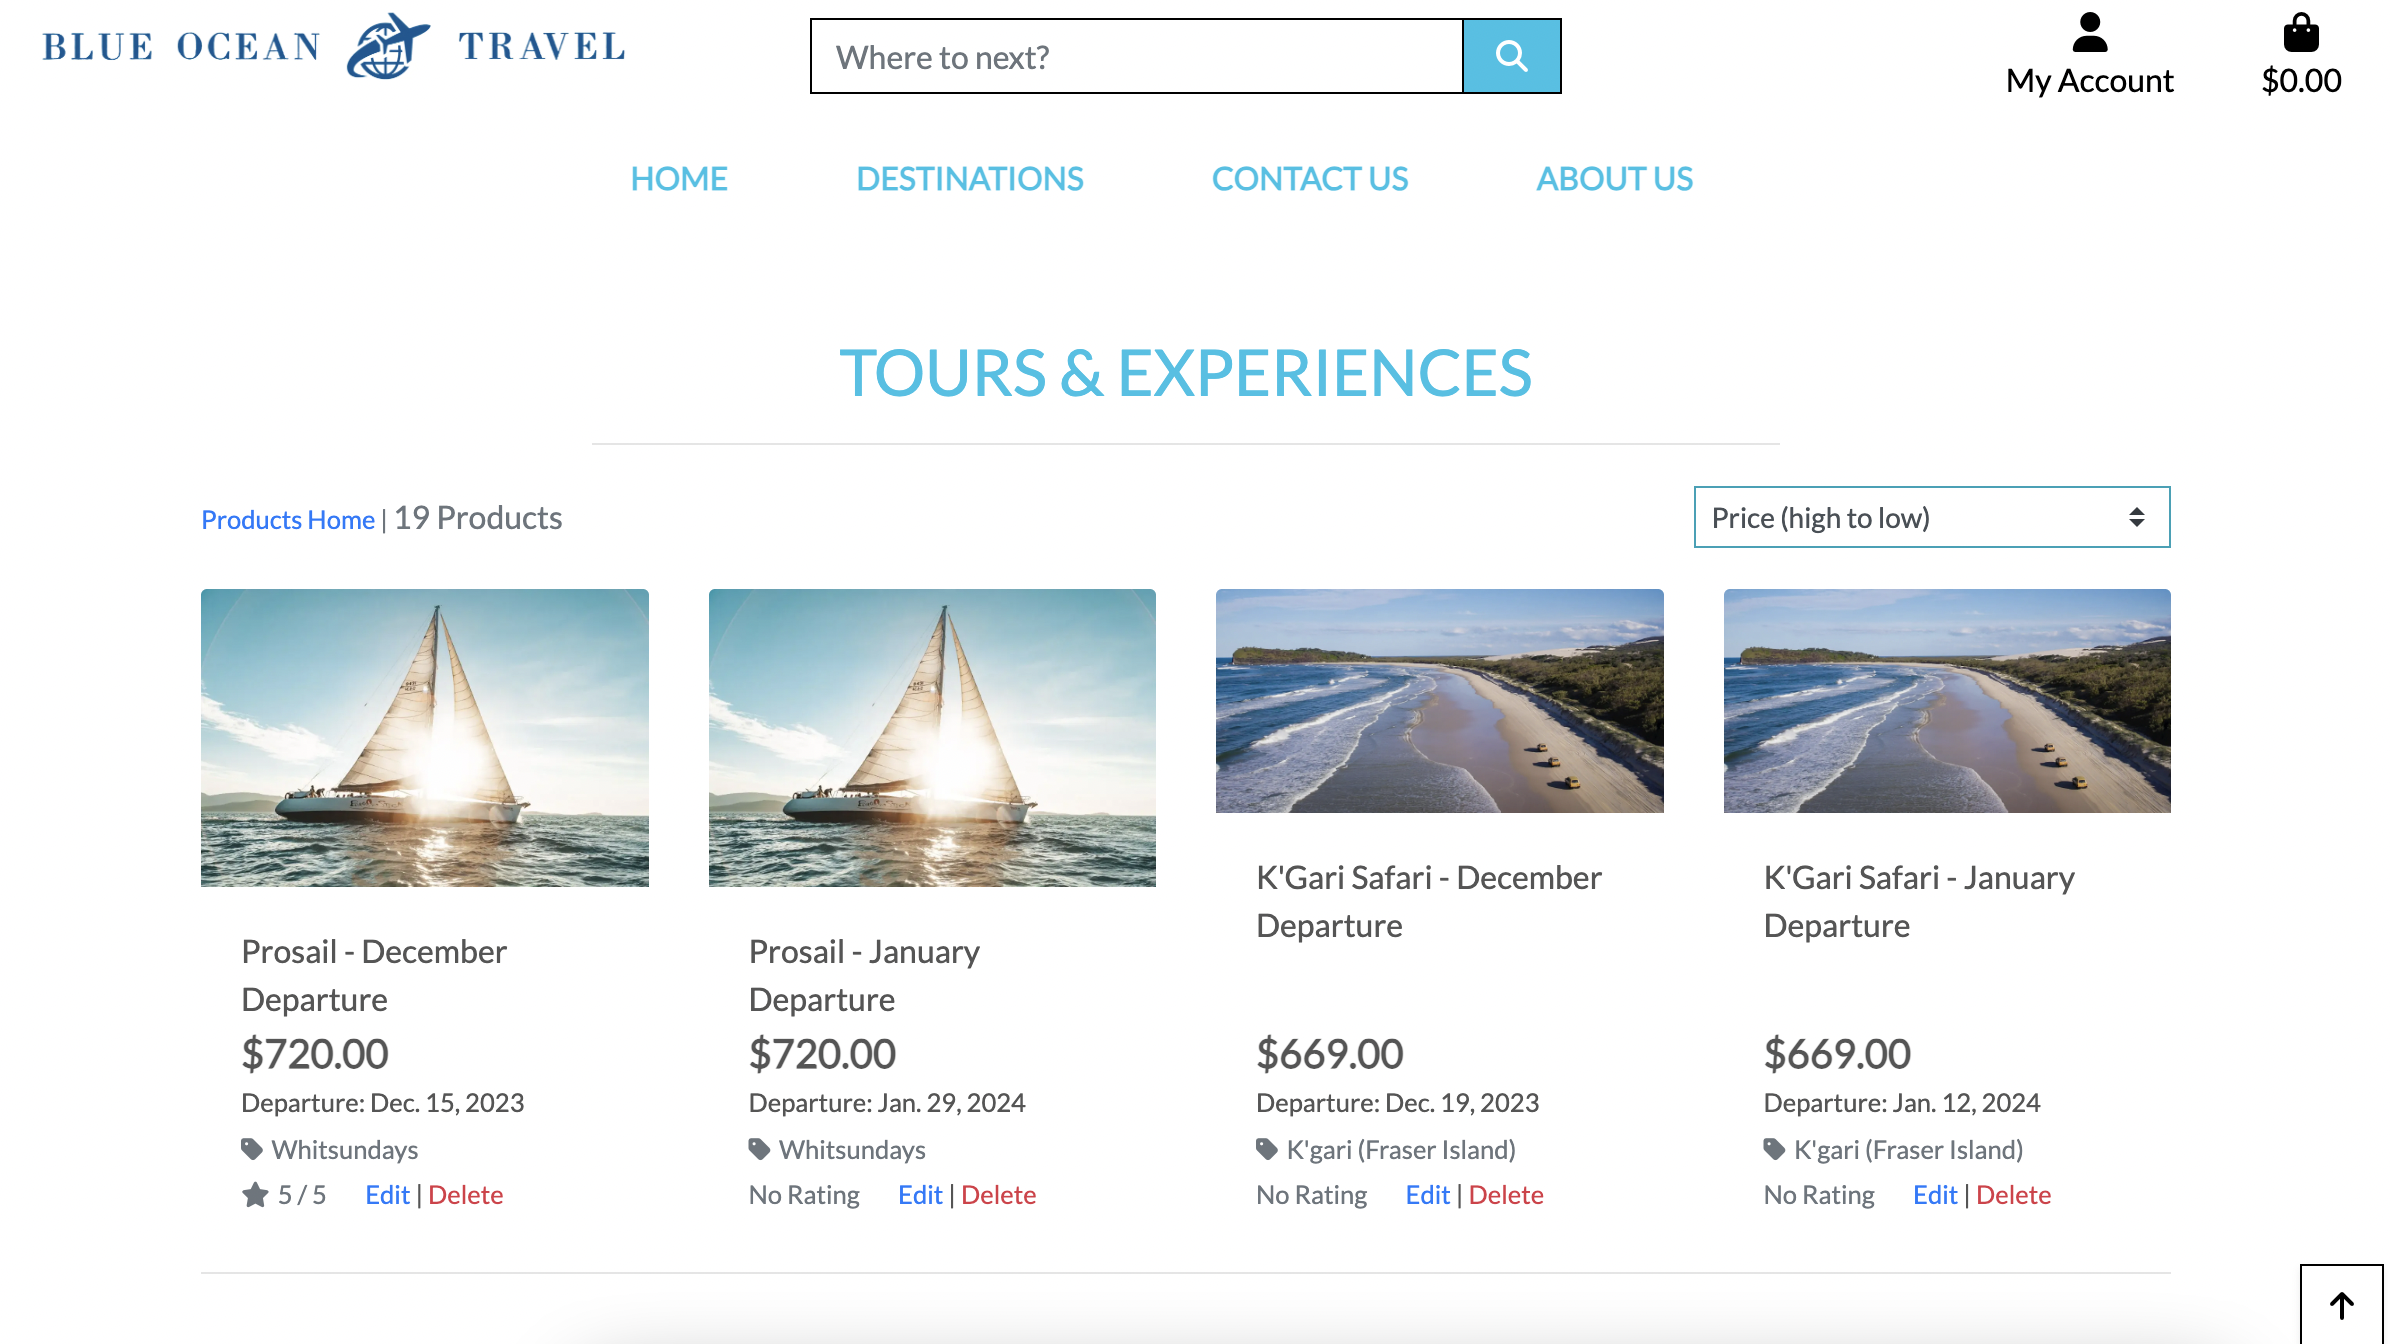 BLUE OCEAN TRAVEL
Where to next?
My Account
$0.00
HOME DESTINATIONS CONTACT US ABOUT US
TOURS & EXPERIENCES
Products Home | 19 Products
Price (high to low)
Prosail - December
Departure
$720.00
Departure: Dec. 15, 2023
Whitsundays
5 / 5 Edit | Delete
Prosail - January
Departure
$720.00
Departure: Jan. 29, 2024
Whitsundays
No Rating Edit | Delete
K'Gari Safari - December
Departure
$669.00
Departure: Dec. 19, 2023
K'gari (Fraser Island)
No Rating Edit | Delete
K'Gari Safari - January
Departure
$669.00
Departure: Jan. 12, 2024
K'gari (Fraser Island)
No Rating Edit | Delete